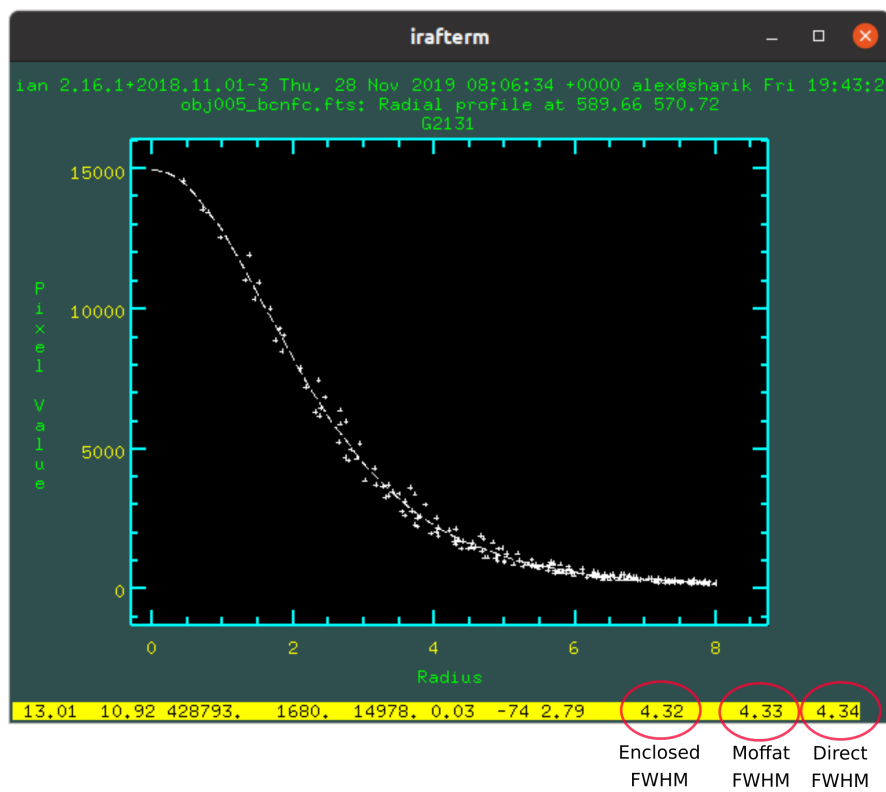 irafterm
ian 2.16.1+2018.11.01-3 Thu, 28 Nov 2019 08:06:34 +0000 alex@sharik Fri 19:43:2
obj005_bcnfc.fts: Radial profile at 589.66 570.72
G2131
15000
10000
5000
0
Pixel Value
0 2 4 6 8
Radius
13.01 10.92 428793. 1680. 14978. 0.03 -74 2.79 4.32 4.33 4.34
Enclosed FWHM
Moffat FWHM
Direct FWHM